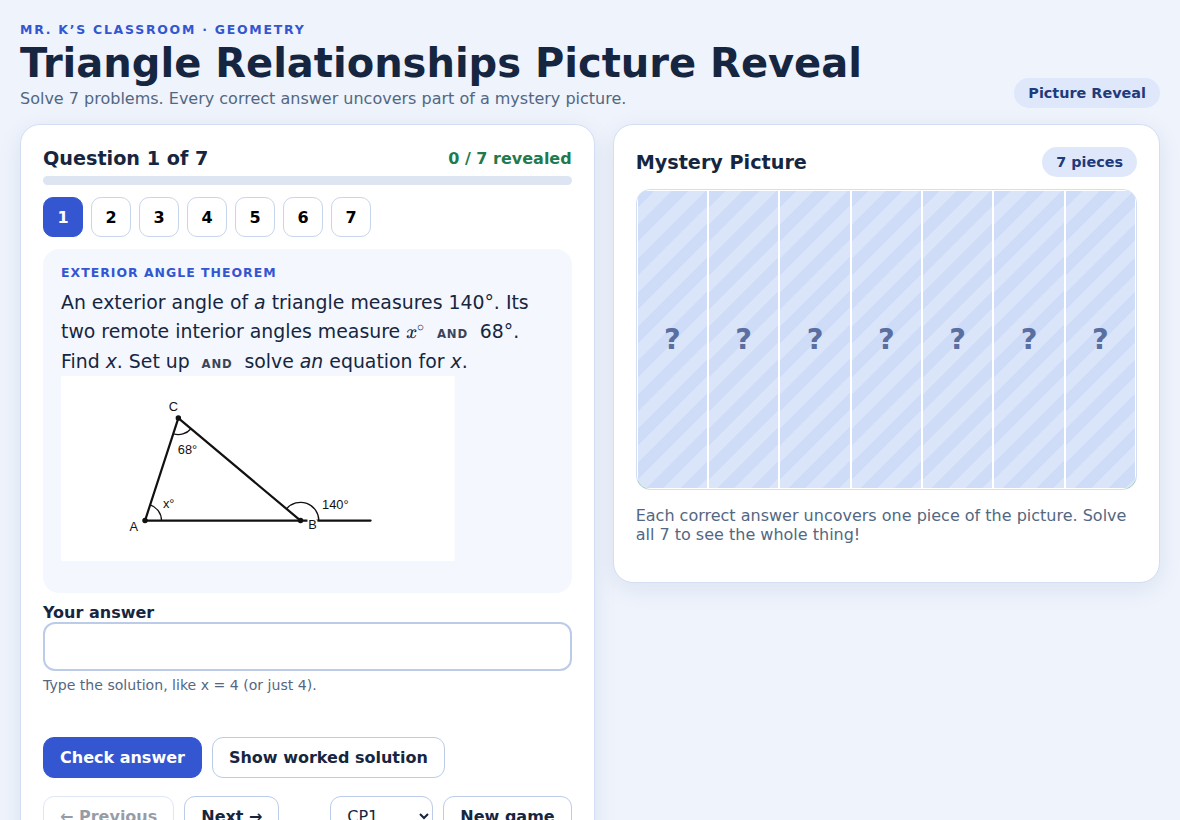 MR. K'S CLASSROOM · GEOMETRY
Triangle Relationships Picture Reveal
Solve 7 problems. Every correct answer uncovers part of a mystery picture.
Picture Reveal
Question 1 of 7
0 / 7 revealed
1 2 3 4 5 6 7
EXTERIOR ANGLE THEOREM
An exterior angle of a triangle measures 140°. Its
two remote interior angles measure x° AND 68°.
Find x. Set up AND solve an equation for x.
C
68°
x°
140°
A
B
Your answer
Type the solution, like x = 4 (or just 4).
Check answer
Show worked solution
← Previous
Next →
CP1
New game
Mystery Picture
7 pieces
? ? ? ? ? ? ?
Each correct answer uncovers one piece of the picture. Solve
all 7 to see the whole thing!